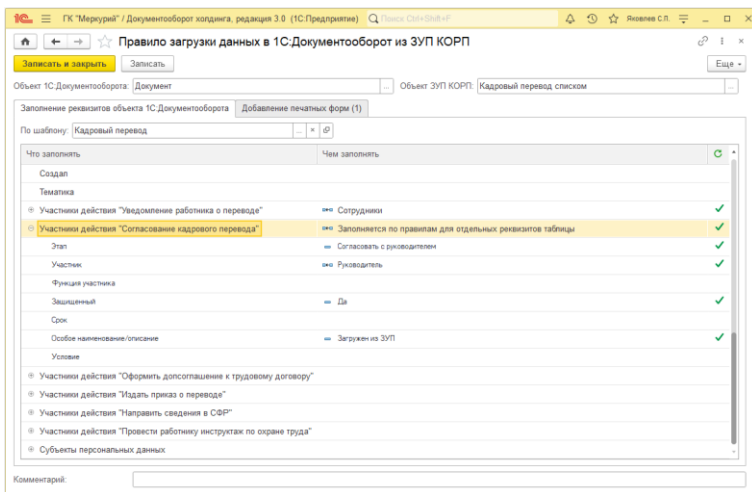 1С ГК "Меркурий" / Документооборот холдинга, редакция 3.0 (1С:Предприятие) Поиск Ctrl+Shift+F Яковлев С.Л.
Правило загрузки данных в 1С:Документооборот из ЗУП КОРП
Записать и закрыть Записать Еще
Объект 1С:Документооборота: Документ ... Объект ЗУП КОРП: Кадровый перевод списком ...
Заполнение реквизитов объекта 1С:Документооборота Добавление печатных форм (1)
По шаблону: Кадровый перевод ... ×
Что заполнять Чем заполнять
Создал
Тематика
Участники действия "Уведомление работника о переводе" Сотрудники
Участники действия "Согласование кадрового перевода" Заполняется по правилам для отдельных реквизитов таблицы
Этап Согласовать с руководителем
Участник Руководитель
Функция участника
Защищенный Да
Срок
Особое наименование/описание Загружен из ЗУП
Условие
Участники действия "Оформить допсоглашение к трудовому договору"
Участники действия "Издать приказ о переводе"
Участники действия "Направить сведения в СФР"
Участники действия "Провести работнику инструктаж по охране труда"
Субъекты персональных данных
Комментарий: